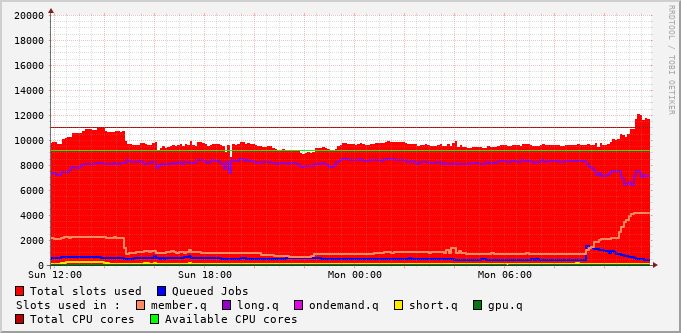 20000
18000
16000
14000
12000
10000
8000
6000
4000
2000
0
Sun 12:00 Sun 18:00 Mon 00:00 Mon 06:00
Total slots used Queued Jobs
Slots used in : member.q long.q ondemand.q short.q gpu.q
Total CPU cores Available CPU cores
RRDTOOL / TOBI OETIKER